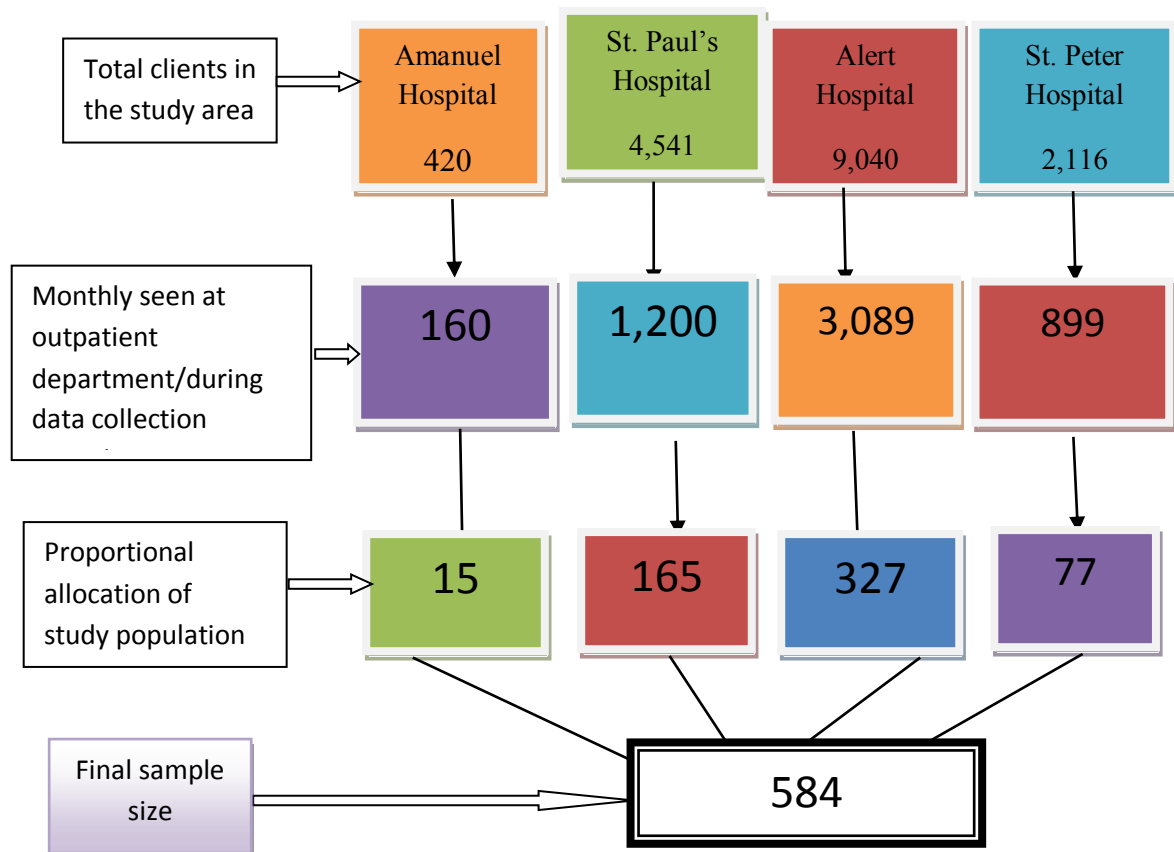 Total clients in
the study area
Amanuel
Hospital
420
St. Paul’s
Hospital
4,541
Alert
Hospital
9,040
St. Peter
Hospital
2,116
Monthly seen at
outpatient
department/during
data collection
160
1,200
3,089
899
Proportional
allocation of
study population
15
165
327
77
Final sample
size
584